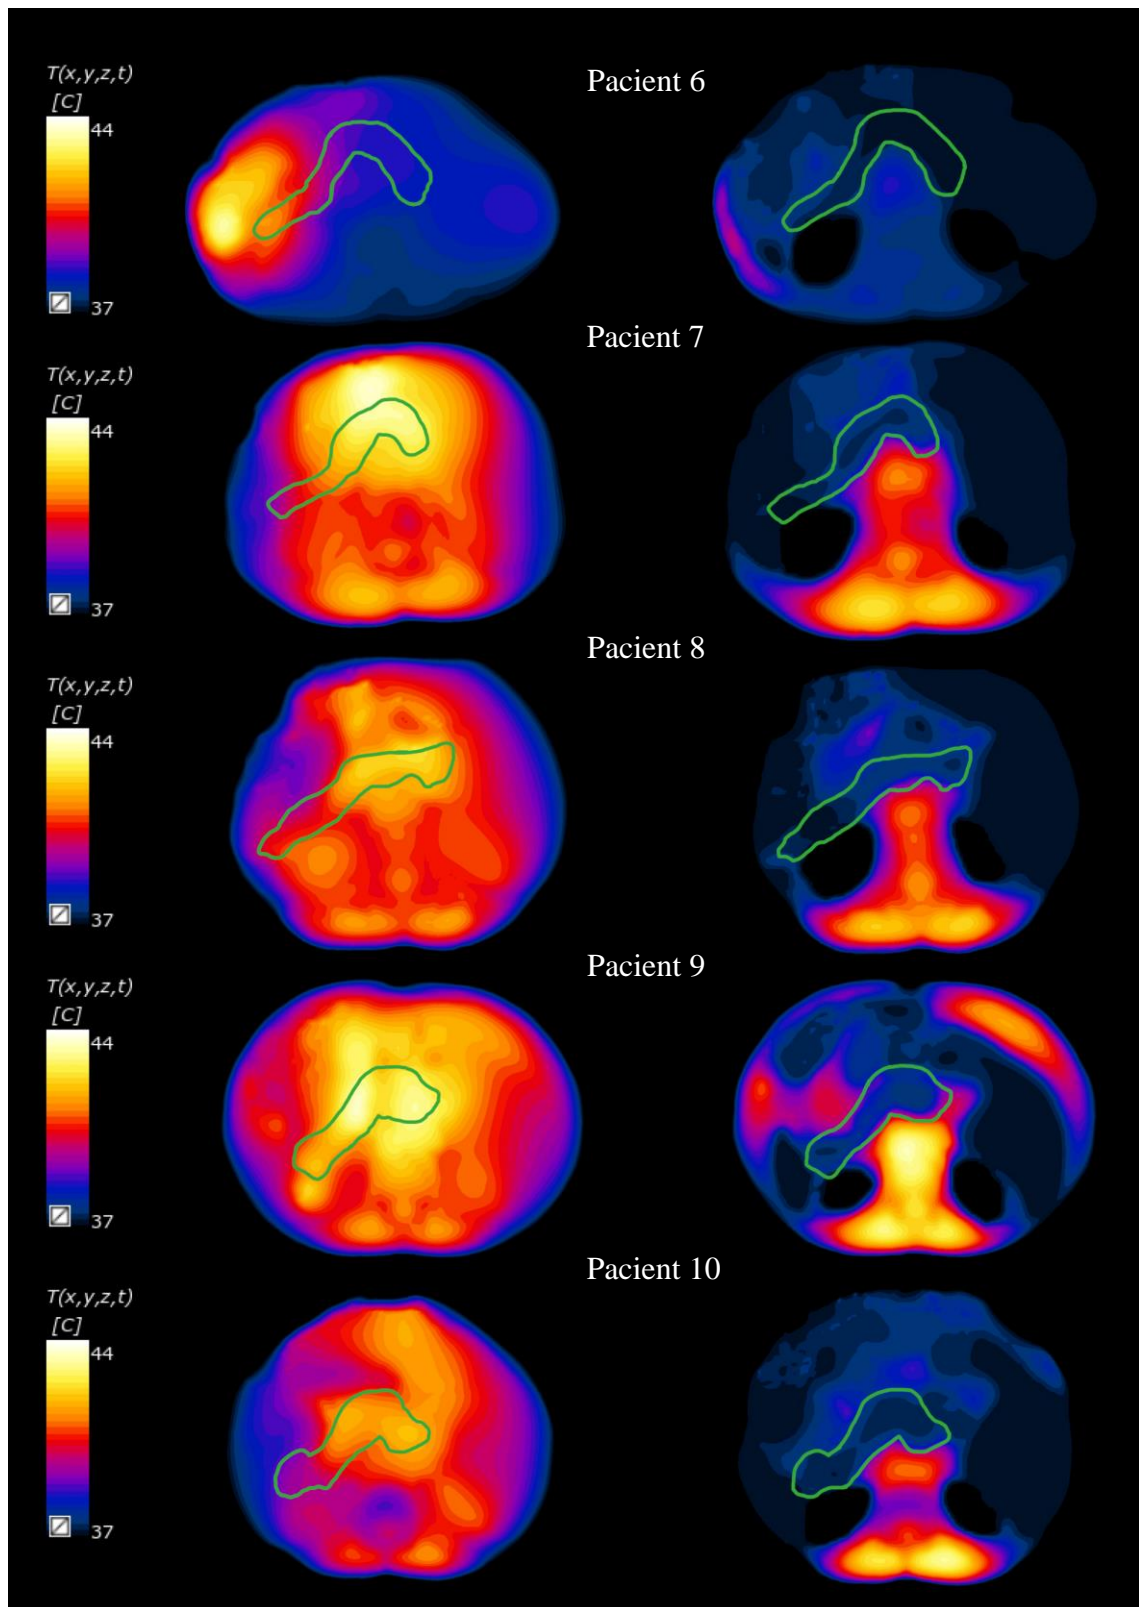 Pacient 6
T(x,y,z,t)
[C]
44
37
Pacient 7
T(x,y,z,t)
[C]
44
37
Pacient 8
T(x,y,z,t)
[C]
44
37
Pacient 9
T(x,y,z,t)
[C]
44
37
Pacient 10
T(x,y,z,t)
[C]
44
37